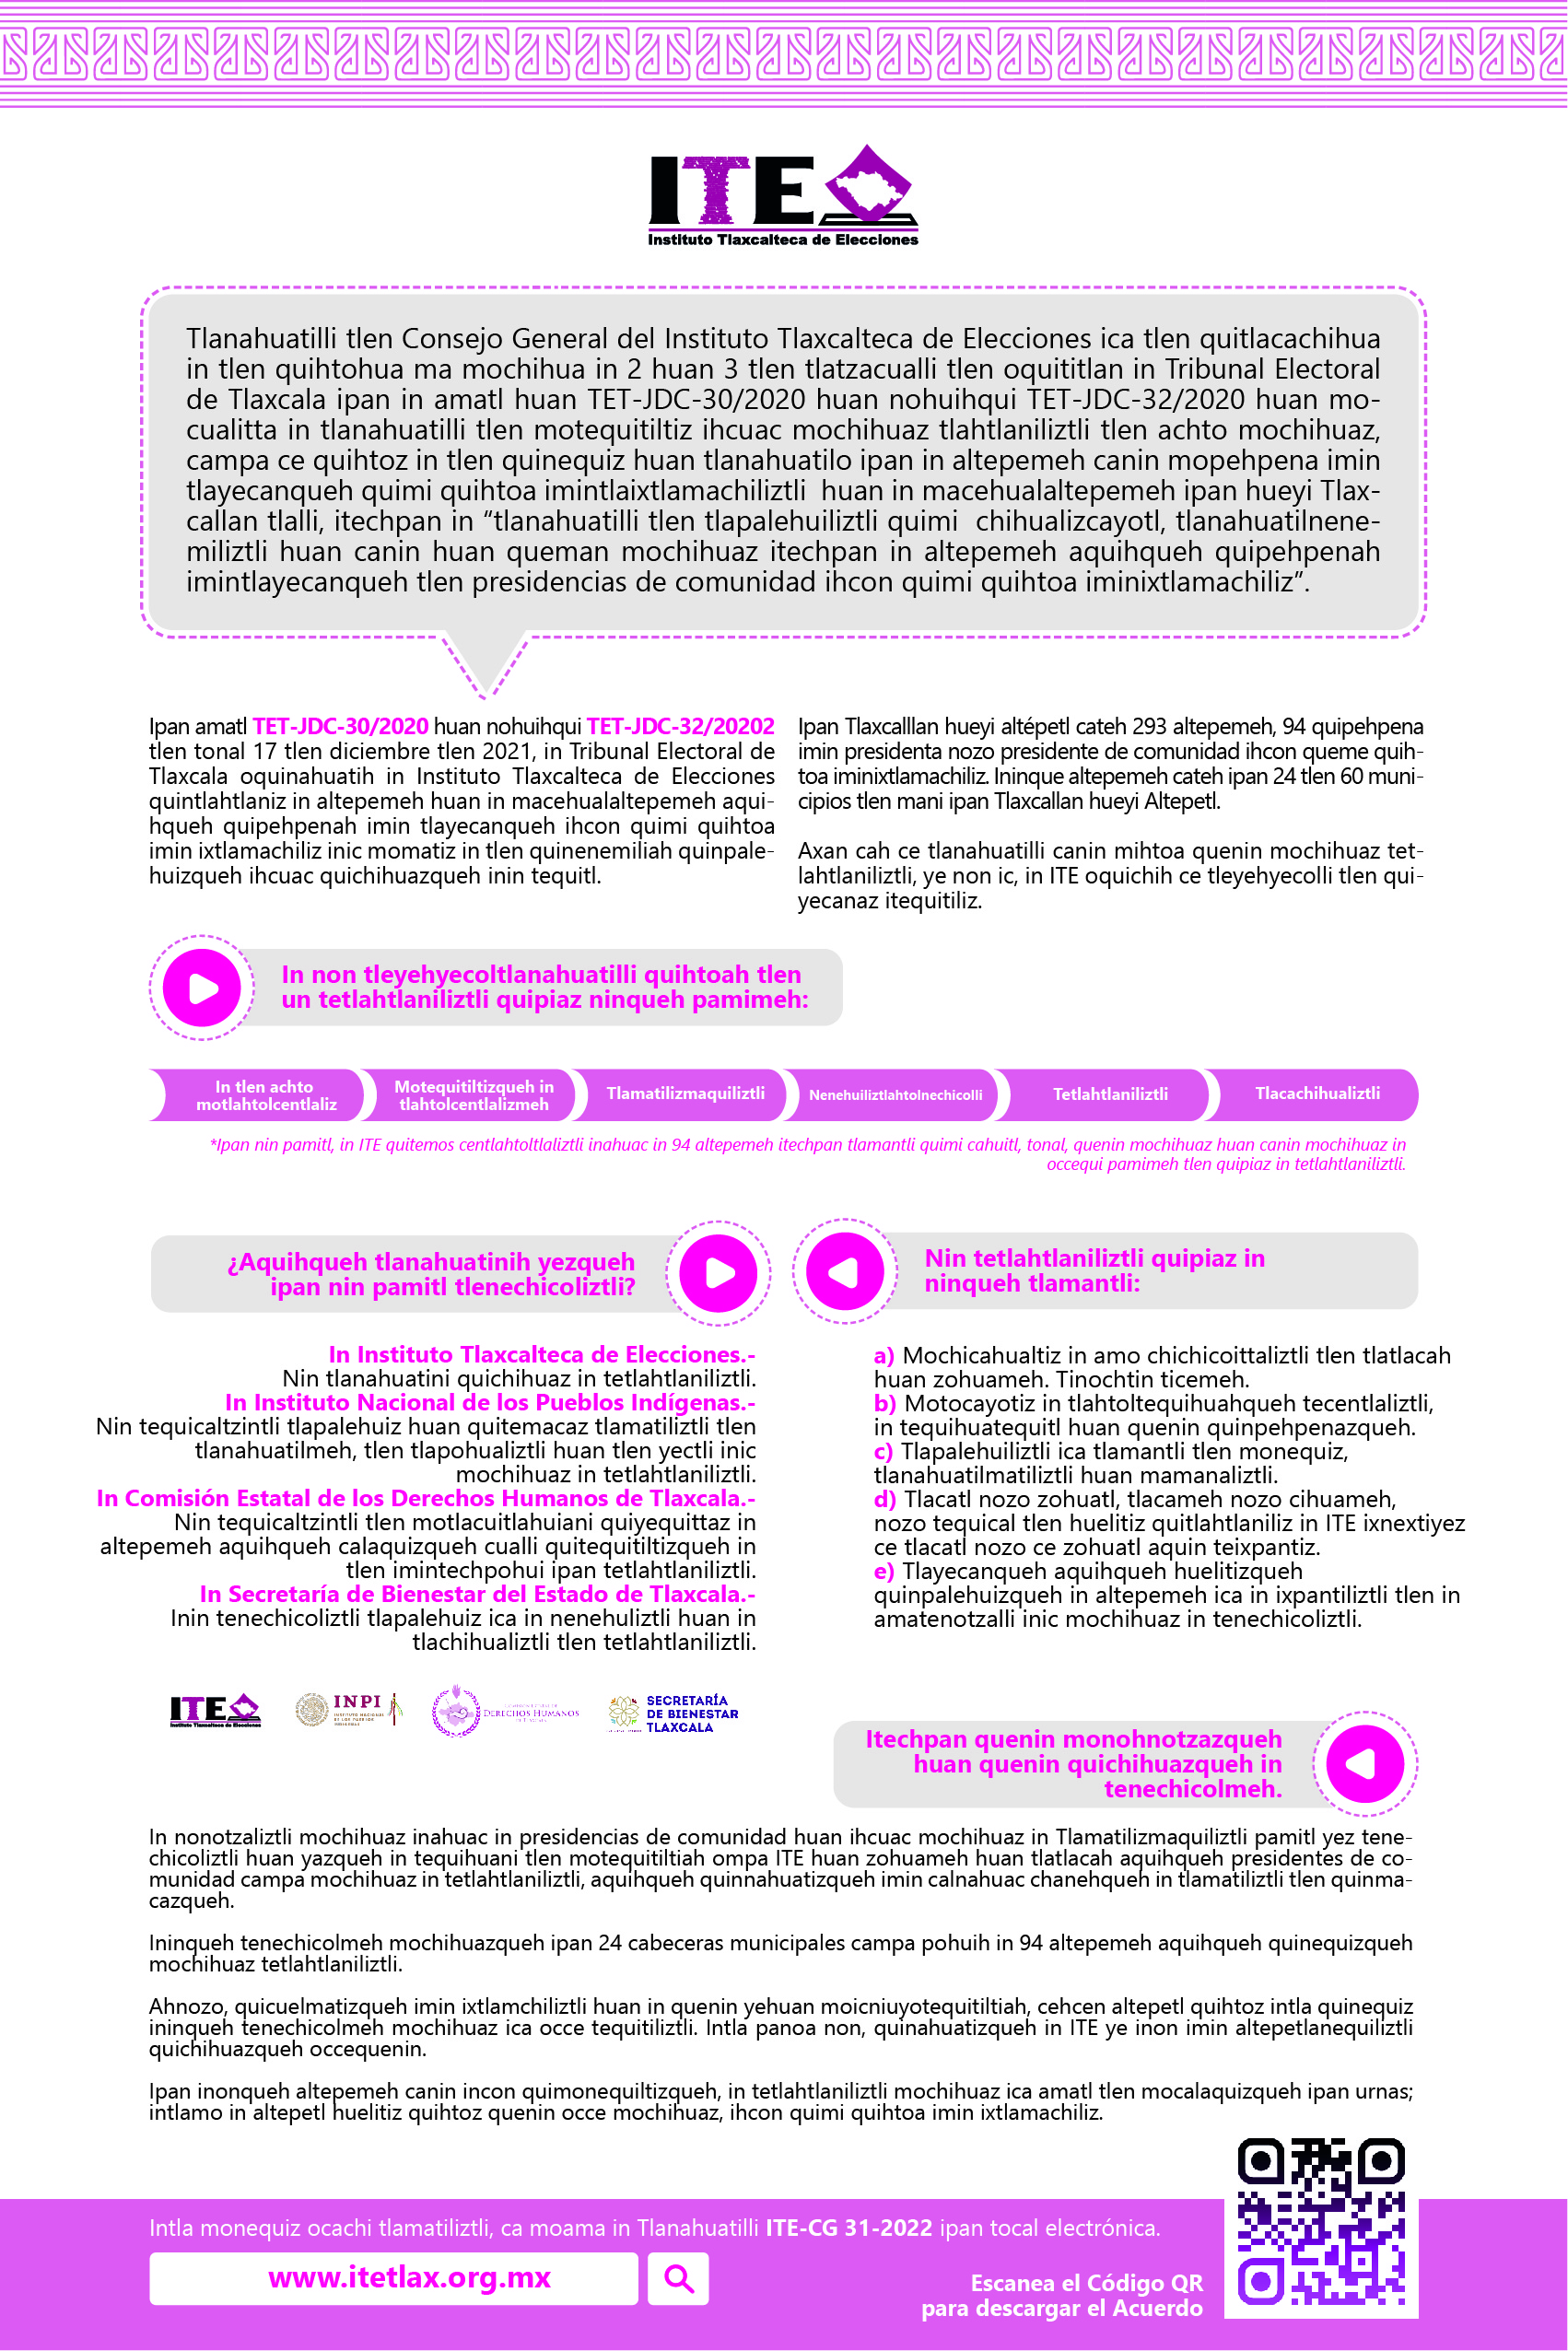 ITE
Instituto Tlaxcalteca de Elecciones
Tlanahuatilli tlen Consejo General del Instituto Tlaxcalteca de Elecciones ica tlen quitlacachihua
in tlen quihtohua ma mochihua in 2 huan 3 tlen tlatzacualli tlen oquititlan in Tribunal Electoral
de Tlaxcala ipan in amatl huan TET-JDC-30/2020 huan nohuihqui TET-JDC-32/2020 huan mo-
cualitta in tlanahuatilli tlen motequitiltiz ihcuac mochihuaz tlahtlaniliztli tlen achto mochihuaz,
campa ce quihtoz in tlen quinequiz huan tlanahuatilo ipan in altepemeh canin mopehpena imin
tlayecanqueh quimi quihtoa imintlaixtlamachiliztli huan in macehualaltepemeh ipan hueyi Tlax-
callan tlalli, itechpan in “tlanahuatilli tlen tlapalehuiliztli quimi chihualizcayotl, tlanahuatilnene-
miliztli huan canin huan queman mochihuaz itechpan in altepemeh aquihqueh quipehpenah
imintlayecanqueh tlen presidencias de comunidad ihcon quimi quihtoa iminixtlamachiliz”.
Ipan amatl TET-JDC-30/2020 huan nohuihqui TET-JDC-32/20202
tlen tonal 17 tlen diciembre tlen 2021, in Tribunal Electoral de
Tlaxcala oquinahuatih in Instituto Tlaxcalteca de Elecciones
quintlahtlaniz in altepemeh huan in macehualaltepemeh aqui-
hqueh quipehpenah imin tlayecanqueh ihcon quimi quihtoa
imin ixtlamachiliz inic momatiz in tlen quinenemiliah quinpale-
huizqueh ihcuac quichihuazqueh inin tequitl.
Ipan Tlaxcalllan hueyi altépetl cateh 293 altepemeh, 94 quipehpena
imin presidenta nozo presidente de comunidad ihcon queme quih-
toa iminixtlamachiliz. Ininque altepemeh cateh ipan 24 tlen 60 muni-
cipios tlen mani ipan Tlaxcallan hueyi Altepetl.
Axan cah ce tlanahuatilli canin mihtoa quenin mochihuaz tet-
lahtlaniliztli, ye non ic, in ITE oquichih ce tleyehyecolli tlen qui-
yecanaz itequitiliz.
In non tleyehyecoltlanahuatilli quihtoah tlen
un tetlahtlaniliztli quipiaz ninqueh pamimeh:
In tlen achto
motlahtolcentlaliz
Motequitiltizqueh in
tlahtolcentlalizmeh
Tlamatilizmaquiliztli
Nenehuiliztlahtolnechicolli
Tetlahtlaniliztli
Tlacachihualiztli
*Ipan nin pamitl, in ITE quitemos centlahtoltlaliztli inahuac in 94 altepemeh itechpan tlamantli quimi cahuitl, tonal, quenin mochihuaz huan canin mochihuaz in
occequi pamimeh tlen quipiaz in tetlahtlaniliztli.
¿Aquihqueh tlanahuatinih yezqueh
ipan nin pamitl tlenechicoliztli?
In Instituto Tlaxcalteca de Elecciones.-
Nin tlanahuatini quichihuaz in tetlahtlaniliztli.
In Instituto Nacional de los Pueblos Indígenas.-
Nin tequicaltzintli tlapalehuiz huan quitemacaz tlamatiliztli tlen
tlanahuatilmeh, tlen tlapohualiztli huan tlen yectli inic
mochihuaz in tetlahtlaniliztli.
In Comisión Estatal de los Derechos Humanos de Tlaxcala.-
Nin tequicaltzintli tlen motlacuitlahuiani quiyequittaz in
altepemeh aquihqueh calaquizqueh cualli quitequitiltizqueh in
tlen imintechpohui ipan tetlahtlaniliztli.
In Secretaría de Bienestar del Estado de Tlaxcala.-
Inin tenechicoliztli tlapalehuiz ica in nenehuliztli huan in
tlachihualiztli tlen tetlahtlaniliztli.
Nin tetlahtlaniliztli quipiaz in
ninqueh tlamantli:
a) Mochicahualtiz in amo chichicoittaliztli tlen tlatlacah
huan zohuameh. Tinochtin ticemeh.
b) Motocayotiz in tlahtoltequihuahqueh tecentlaliztli,
in tequihuatequitl huan quenin quinpehpenazqueh.
c) Tlapalehuiliztli ica tlamantli tlen monequiz,
tlanahuatilmatiliztli huan mamanaliztli.
d) Tlacatl nozo zohuatl, tlacameh nozo cihuameh,
nozo tequical tlen huelitiz quitlahtlaniliz in ITE ixnextiyez
ce tlacatl nozo ce zohuatl aquin teixpantiz.
e) Tlayecanqueh aquihqueh huelitizqueh
quinpalehuizqueh in altepemeh ica in ixpantiliztli tlen in
amatenotzalli inic mochihuaz in tenechicoliztli.
ITE
Instituto Tlaxcalteca de Elecciones
INPI
INSTITUTO NACIONAL
DE LOS PUEBLOS
INDÍGENAS
DERECHOS HUMANOS
SECRETARÍA
DE BIENESTAR
TLAXCALA
Itechpan quenin monohnotzazqueh
huan quenin quichihuazqueh in
tenechicolmeh.
In nonotzaliztli mochihuaz inahuac in presidencias de comunidad huan ihcuac mochihuaz in Tlamatilizmaquiliztli pamitl yez tene-
chicoliztli huan yazqueh in tequihuani tlen motequitiltiah ompa ITE huan zohuameh huan tlatlacah aquihqueh presidentes de co-
munidad campa mochihuaz in tetlahtlaniliztli, aquihqueh quinnahuatizqueh imin calnahuac chanehqueh in tlamatiliztli tlen quinma-
cazqueh.
Ininqueh tenechicolmeh mochihuazqueh ipan 24 cabeceras municipales campa pohuih in 94 altepemeh aquihqueh quinequizqueh
mochihuaz tetlahtlaniliztli.
Ahnozo, quicuelmatizqueh imin ixtlamchiliztli huan in quenin yehuan moicniuyotequitiltiah, cehcen altepetl quihtoz intla quinequiz
ininqueh tenechicolmeh mochihuaz ica occe tequitiliztli. Intla panoa non, quinahuatizqueh in ITE ye inon imin altepetlanequiliztli
quichihuazqueh occequenin.
Ipan inonqueh altepemeh canin incon quimonequiltizqueh, in tetlahtlaniliztli mochihuaz ica amatl tlen mocalaquizqueh ipan urnas;
intlamo in altepetl huelitiz quihtoz quenin occe mochihuaz, ihcon quimi quihtoa imin ixtlamachiliz.
Intla monequiz ocachi tlamatiliztli, ca moama in Tlanahuatilli ITE-CG 31-2022 ipan tocal electrónica.
www.itetlax.org.mx
Escanea el Código QR
para descargar el Acuerdo